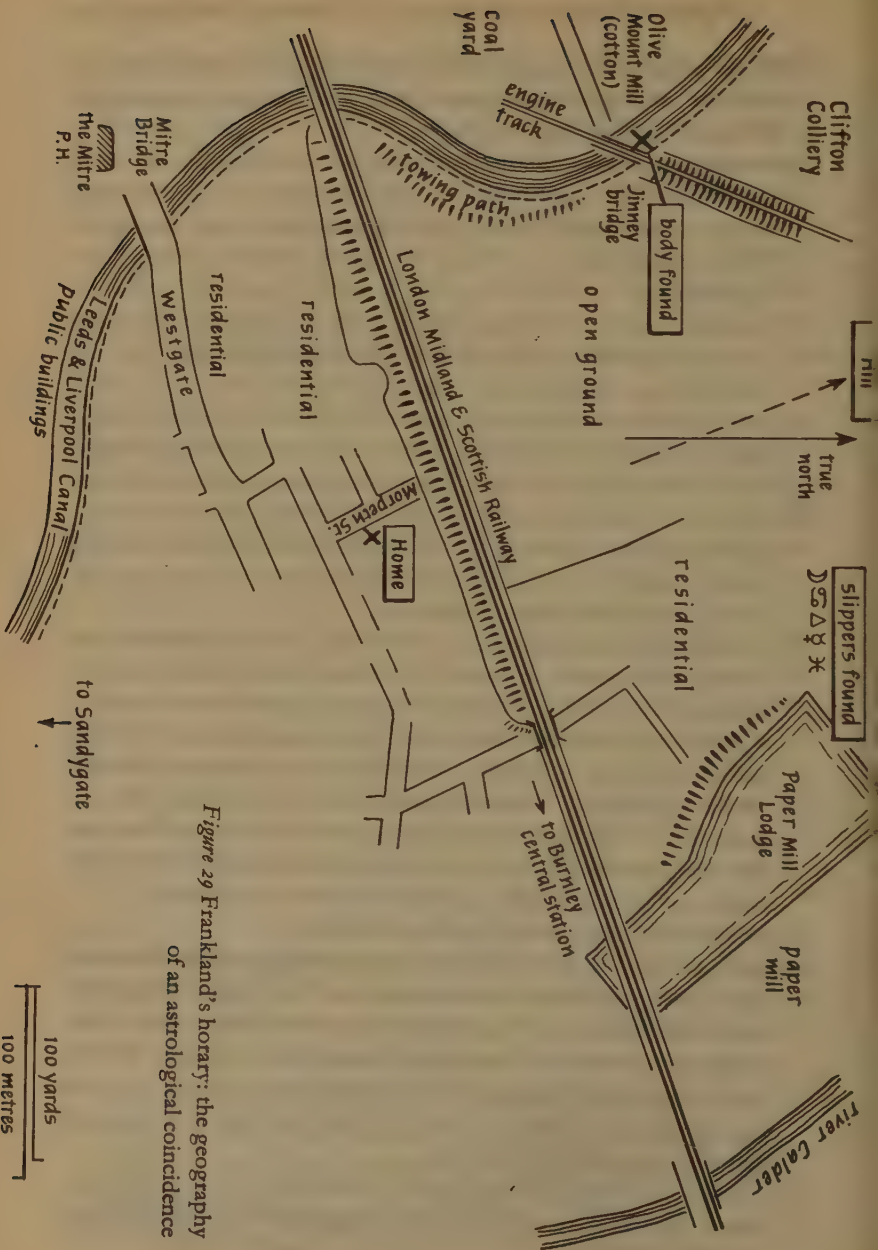 Clifton
Colliery
Olive
Mount Mill
(cotton)
coal
yard
engine
track
Jinney
bridge
body found
towing path
open ground
true
north
slippers found
☽ ♋ △ ☿ ♓
residential
Paper Mill
Lodge
paper
mill
river Calder
London Midland & Scottish Railway
to Burnley
central station
Mitre
Bridge
the Mitre
P.H.
residential
residential
Westgate
Morpeth St.
Home
Leeds & Liverpool Canal
Public buildings
to Sandygate
Figure 29 Frankland's horary: the geography
of an astrological coincidence
100 yards
100 metres